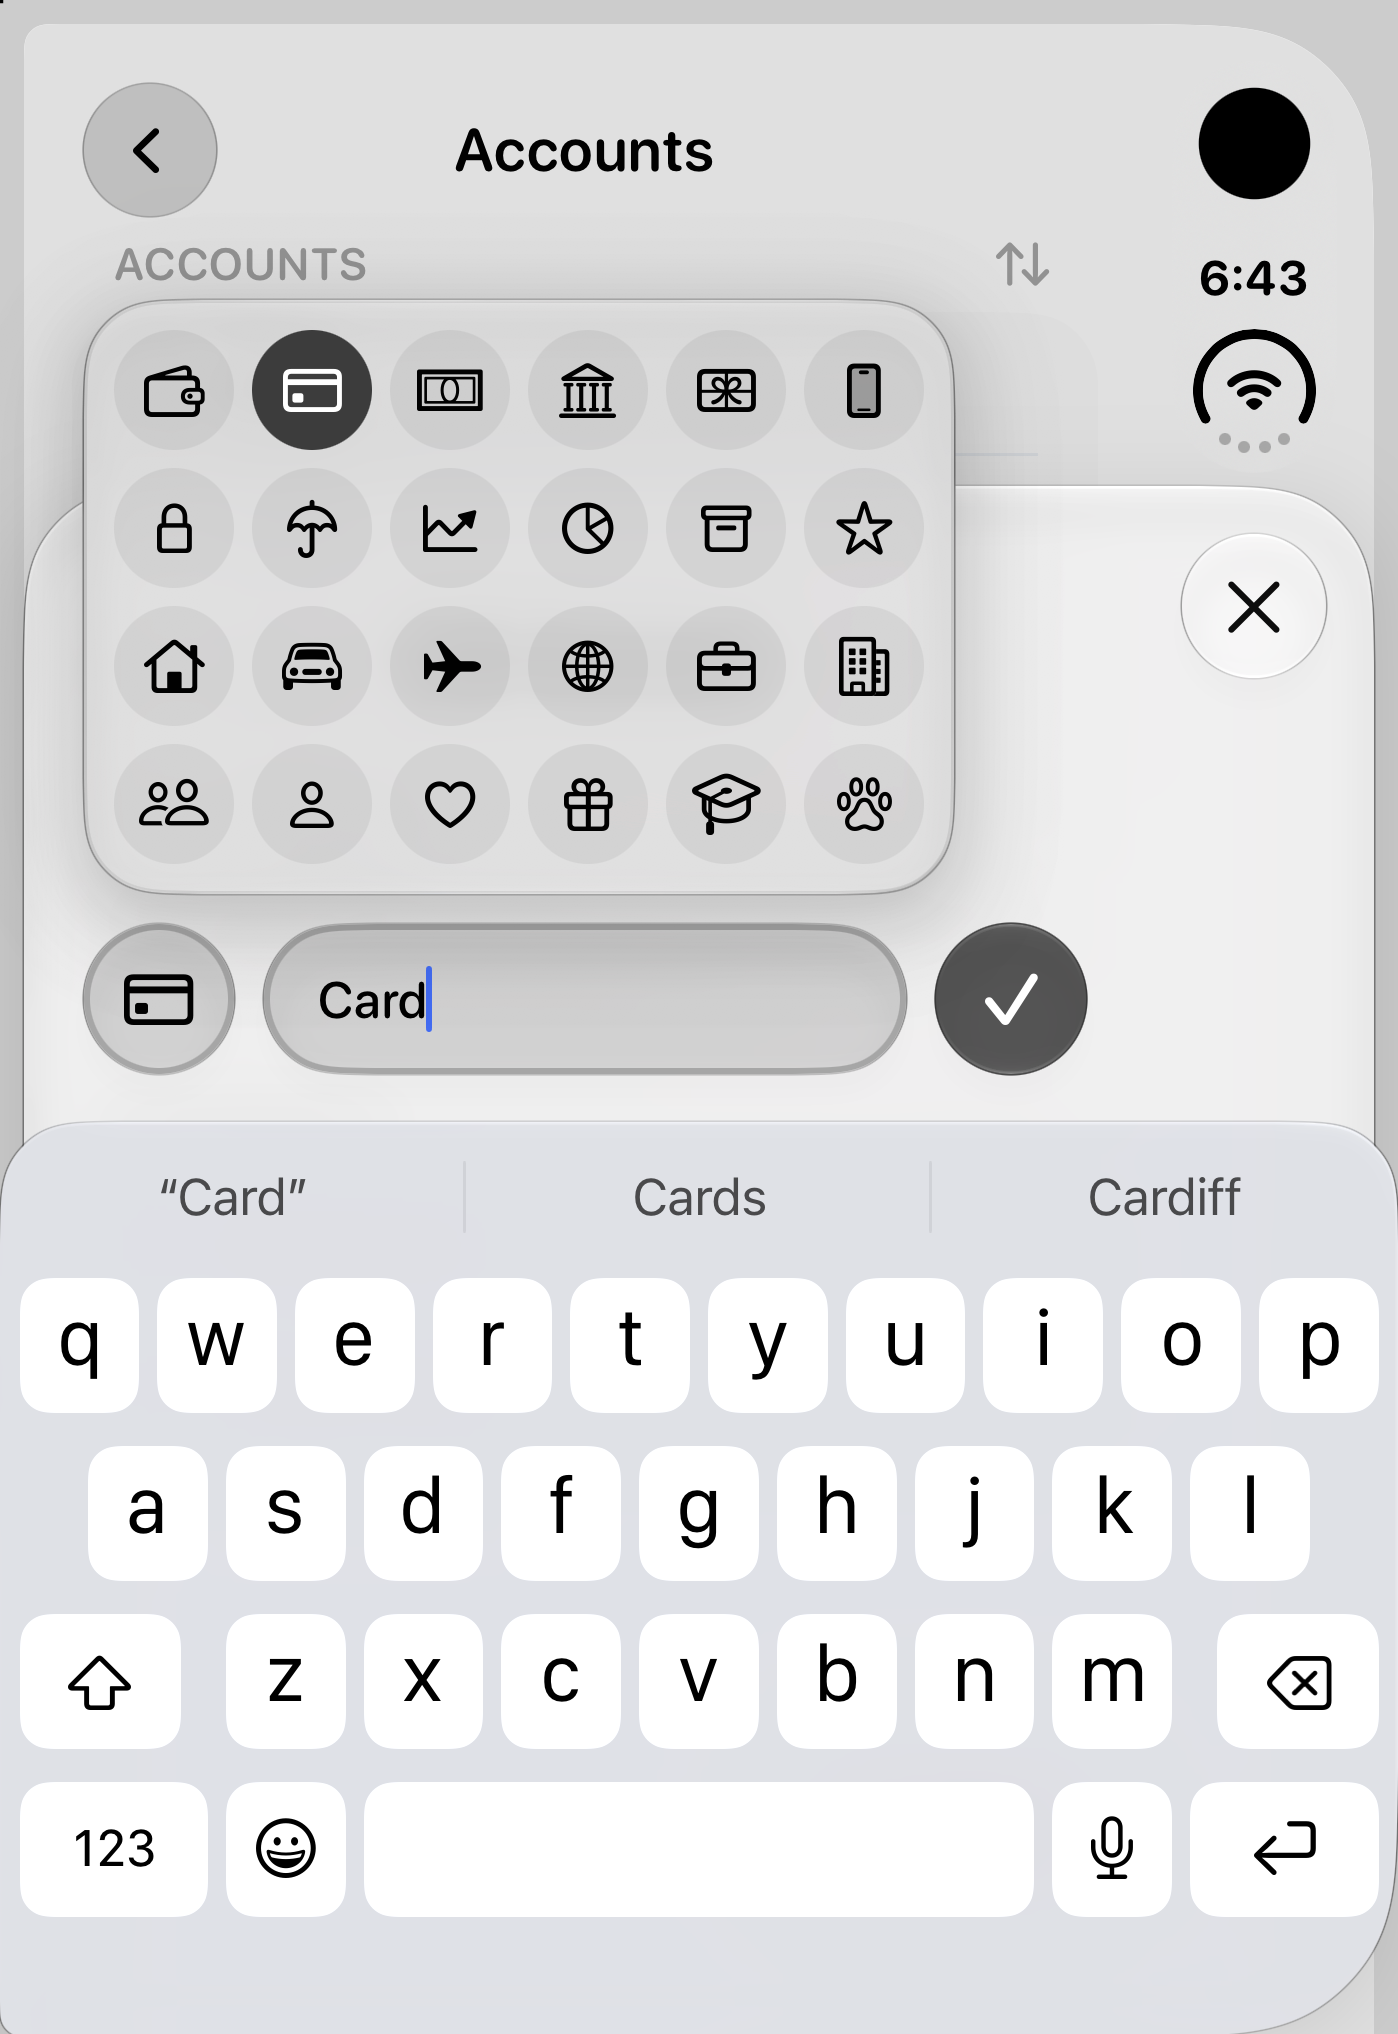 Accounts
ACCOUNTS
6:43
Card
“Card” Cards Cardiff
q w e r t y u i o p
a s d f g h j k l
z x c v b n m
123